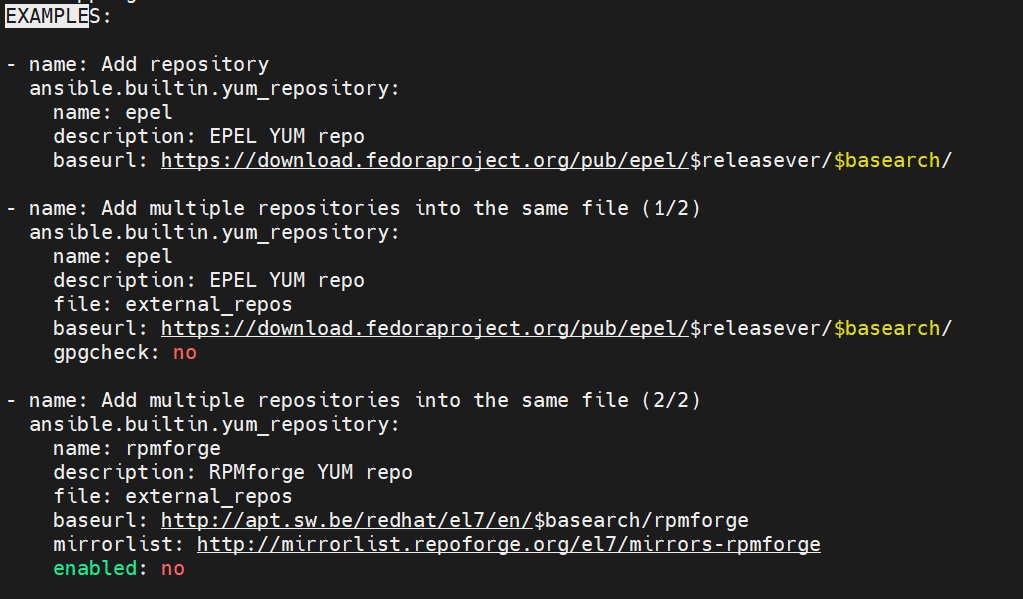 EXAMPLES:
- name: Add repository
  ansible.builtin.yum_repository:
    name: epel
    description: EPEL YUM repo
    baseurl: https://download.fedoraproject.org/pub/epel/$releasever/$basearch/
- name: Add multiple repositories into the same file (1/2)
  ansible.builtin.yum_repository:
    name: epel
    description: EPEL YUM repo
    file: external_repos
    baseurl: https://download.fedoraproject.org/pub/epel/$releasever/$basearch/
    gpgcheck: no
- name: Add multiple repositories into the same file (2/2)
  ansible.builtin.yum_repository:
    name: rpmforge
    description: RPMforge YUM repo
    file: external_repos
    baseurl: http://apt.sw.be/redhat/el7/en/$basearch/rpmforge
    mirrorlist: http://mirrorlist.repoforge.org/el7/mirrors-rpmforge
    enabled: no